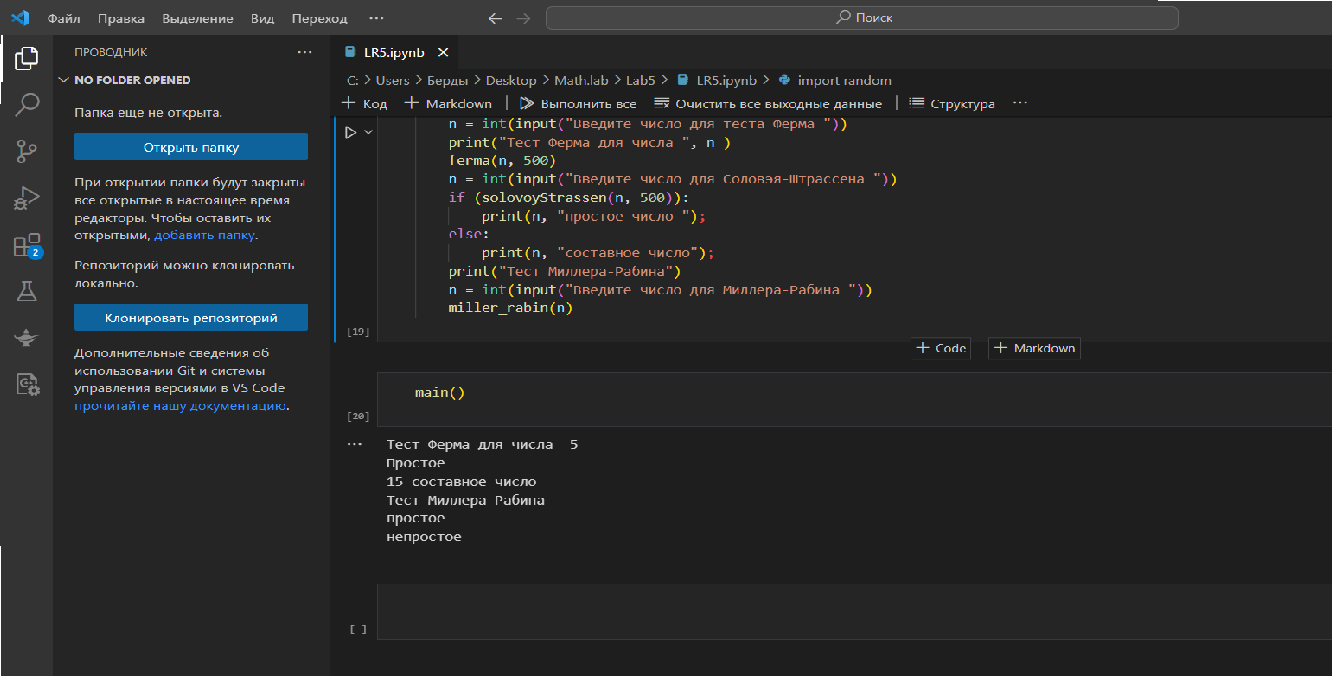 Файл Правка Выделение Вид Переход ··· Поиск
ПРОВОДНИК ···
NO FOLDER OPENED
Папка еще не открыта.
Открыть папку
При открытии папки будут закрыты
все открытые в настоящее время
редакторы. Чтобы оставить их
открытыми, добавить папку.
Репозиторий можно клонировать
локально.
Клонировать репозиторий
Дополнительные сведения об
использовании Git и системы
управления версиями в VS Code
прочитайте нашу документацию.
2
LR5.ipynb
C: > Users > Берды > Desktop > Math.lab > Lab5 > LR5.ipynb > import random
+ Код + Markdown | Выполнить все Очистить все выходные данные | Структура ···
n = int(input("Введите число для теста Ферма "))
print("Тест Ферма для числа ", n )
ferma(n, 500)
n = int(input("Введите число для Соловэя-Штрассена "))
if (solovoyStrassen(n, 500)):
print(n, "простое число ");
else:
print(n, "составное число");
print("Тест Миллера-Рабина")
n = int(input("Введите число для Миллера-Рабина "))
miller_rabin(n)
[19]
+ Code + Markdown
main()
[20]
··· Тест Ферма для числа 5
Простое
15 составное число
Тест Миллера-Рабина
простое
непростое
[ ]